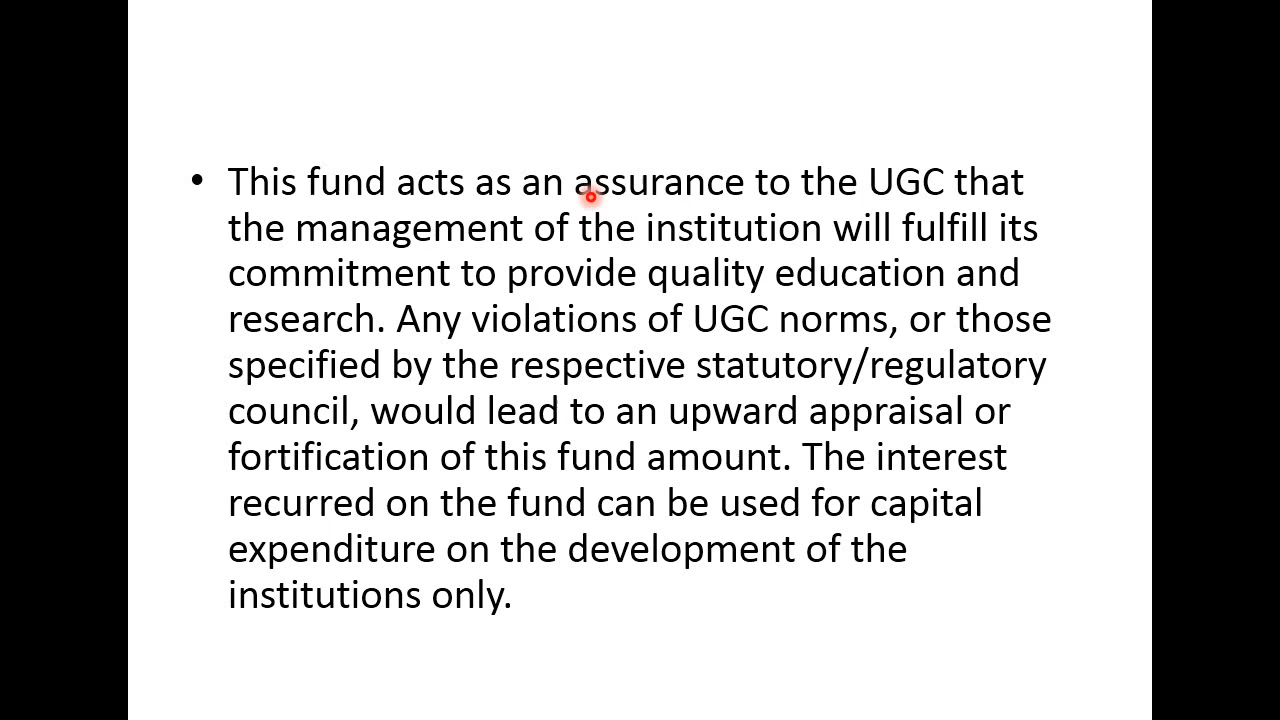 • This fund acts as an assurance to the UGC that
the management of the institution will fulfill its
commitment to provide quality education and
research. Any violations of UGC norms, or those
specified by the respective statutory/regulatory
council, would lead to an upward appraisal or
fortification of this fund amount. The interest
recurred on the fund can be used for capital
expenditure on the development of the
institutions only.